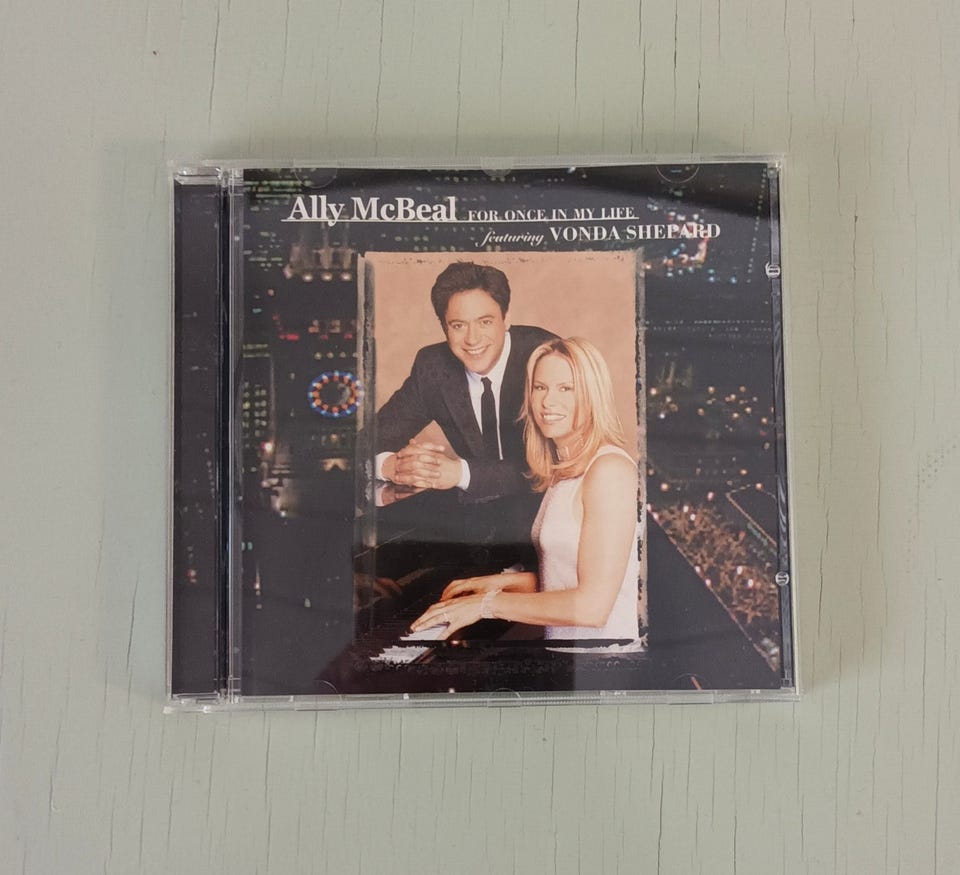 Ally McBeal FOR ONCE IN MY LIFE
featuring VONDA SHEPARD